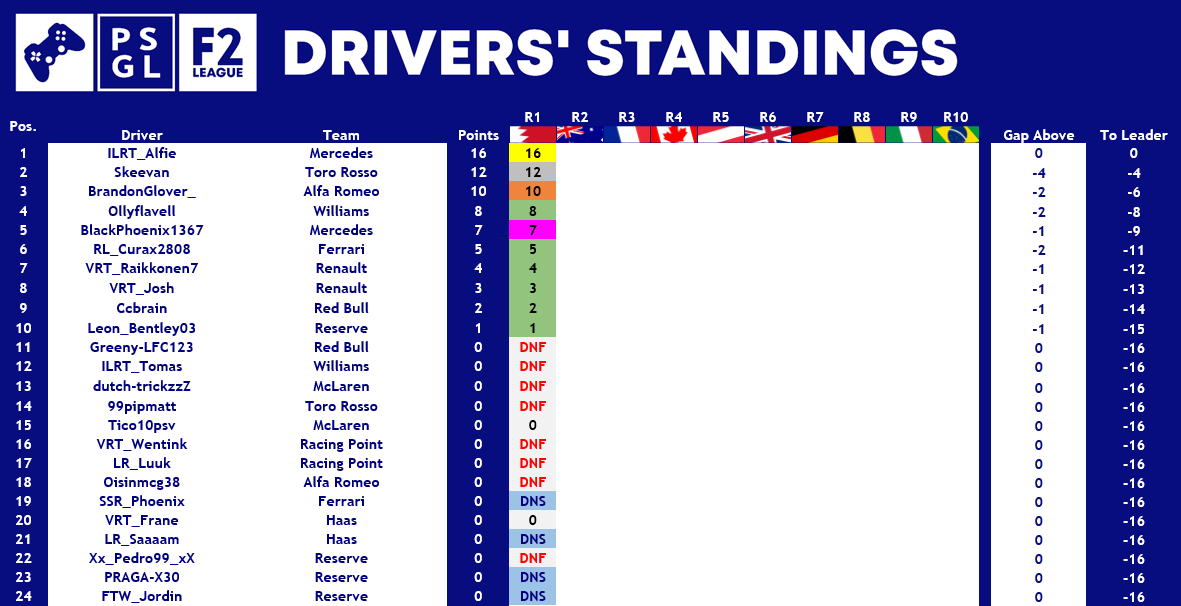 PS
GL
F2
LEAGUE
DRIVERS' STANDINGS
Pos. Driver Team Points R1 R2 R3 R4 R5 R6 R7 R8 R9 R10 Gap Above To Leader
1 ILRT_Alfie Mercedes 16 16 0 0
2 Skeevan Toro Rosso 12 12 -4 -4
3 BrandonGlover_ Alfa Romeo 10 10 -2 -6
4 Ollyflavell Williams 8 8 -2 -8
5 BlackPhoenix1367 Mercedes 7 7 -1 -9
6 RL_Curax2808 Ferrari 5 5 -2 -11
7 VRT_Raikkonen7 Renault 4 4 -1 -12
8 VRT_Josh Renault 3 3 -1 -13
9 Ccbrain Red Bull 2 2 -1 -14
10 Leon_Bentley03 Reserve 1 1 -1 -15
11 Greeny-LFC123 Red Bull 0 DNF 0 -16
12 ILRT_Tomas Williams 0 DNF 0 -16
13 dutch-trickzzZ McLaren 0 DNF 0 -16
14 99pipmatt Toro Rosso 0 DNF 0 -16
15 Tico10psv McLaren 0 0 0 -16
16 VRT_Wentink Racing Point 0 DNF 0 -16
17 LR_Luuk Racing Point 0 DNF 0 -16
18 Oisinmcg38 Alfa Romeo 0 DNF 0 -16
19 SSR_Phoenix Ferrari 0 DNS 0 -16
20 VRT_Frane Haas 0 0 0 -16
21 LR_Saaaam Haas 0 DNS 0 -16
22 Xx_Pedro99_xX Reserve 0 DNF 0 -16
23 PRAGA-X30 Reserve 0 DNS 0 -16
24 FTW_Jordin Reserve 0 DNS 0 -16